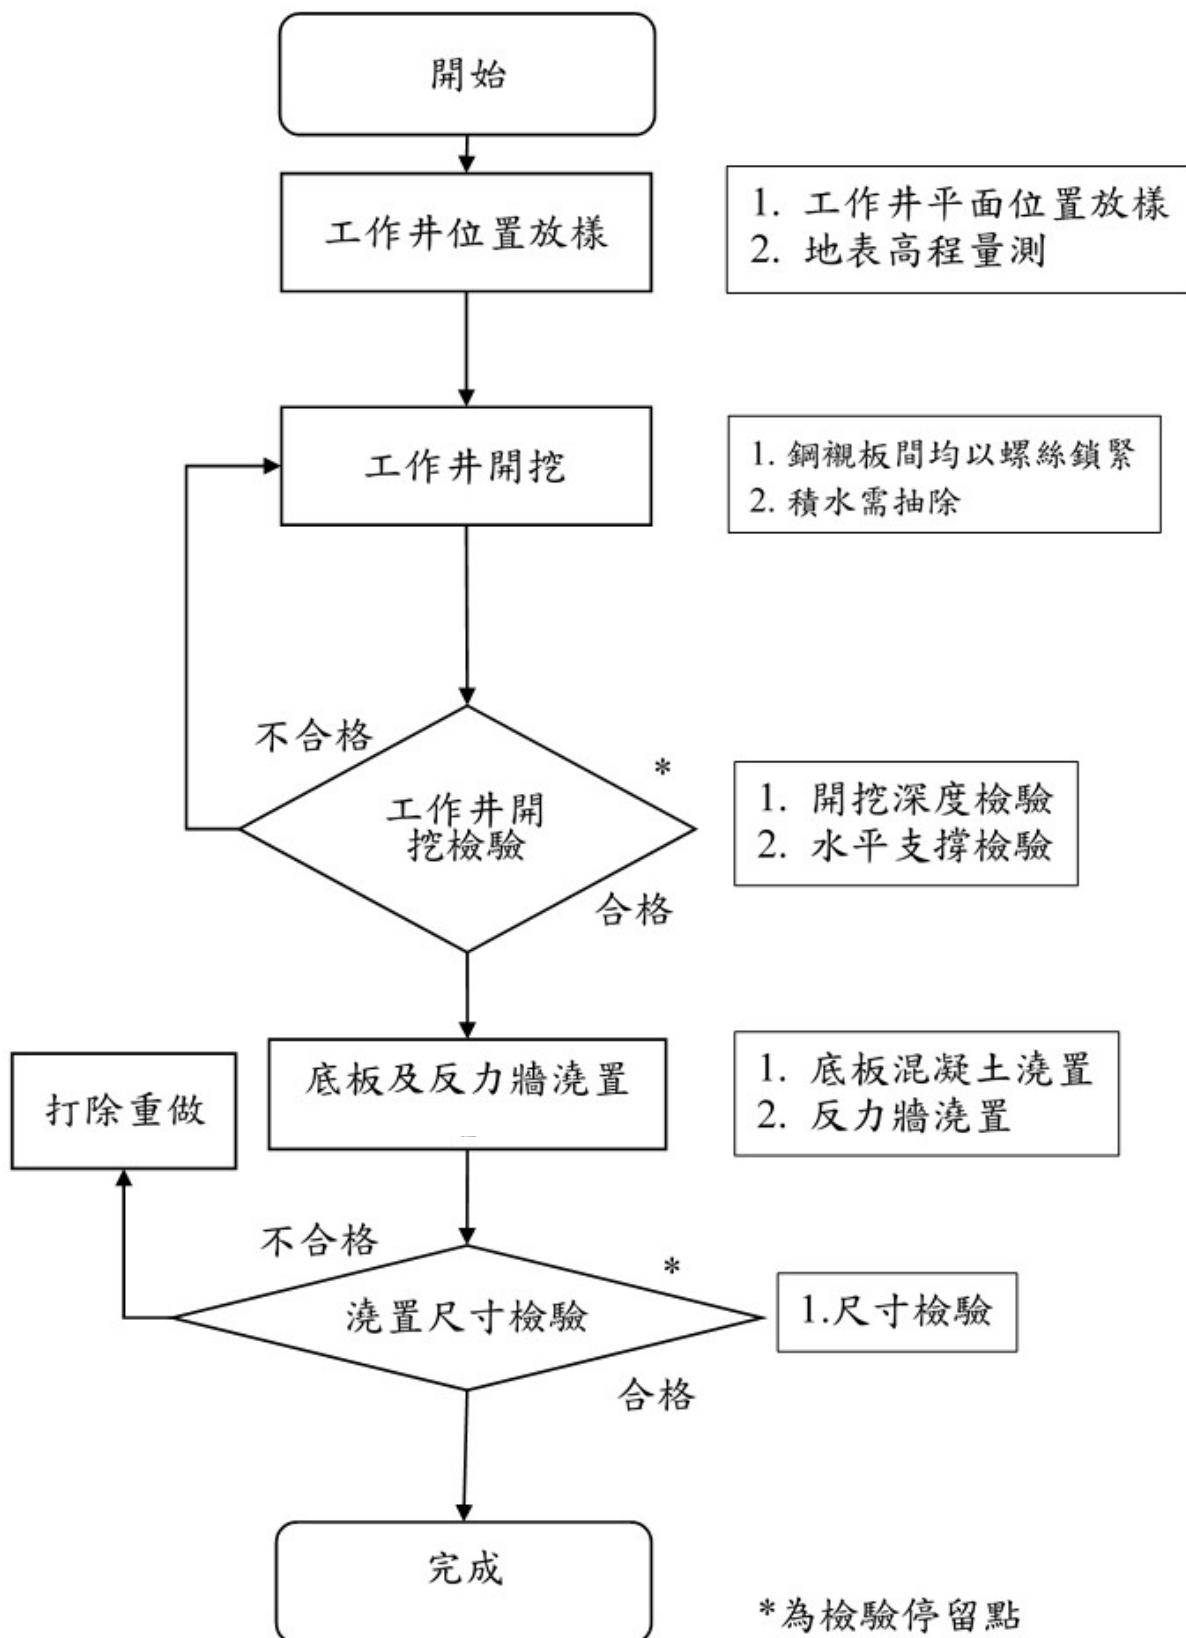 開始
工作井位置放樣
1. 工作井平面位置放樣
2. 地表高程量測
工作井開挖
1. 鋼襯板間均以螺絲鎖緊
2. 積水需抽除
不合格
*
工作井開
挖檢驗
1. 開挖深度檢驗
2. 水平支撐檢驗
合格
底板及反力牆澆置
1. 底板混凝土澆置
2. 反力牆澆置
打除重做
不合格
*
澆置尺寸檢驗
1.尺寸檢驗
合格
完成
*為檢驗停留點